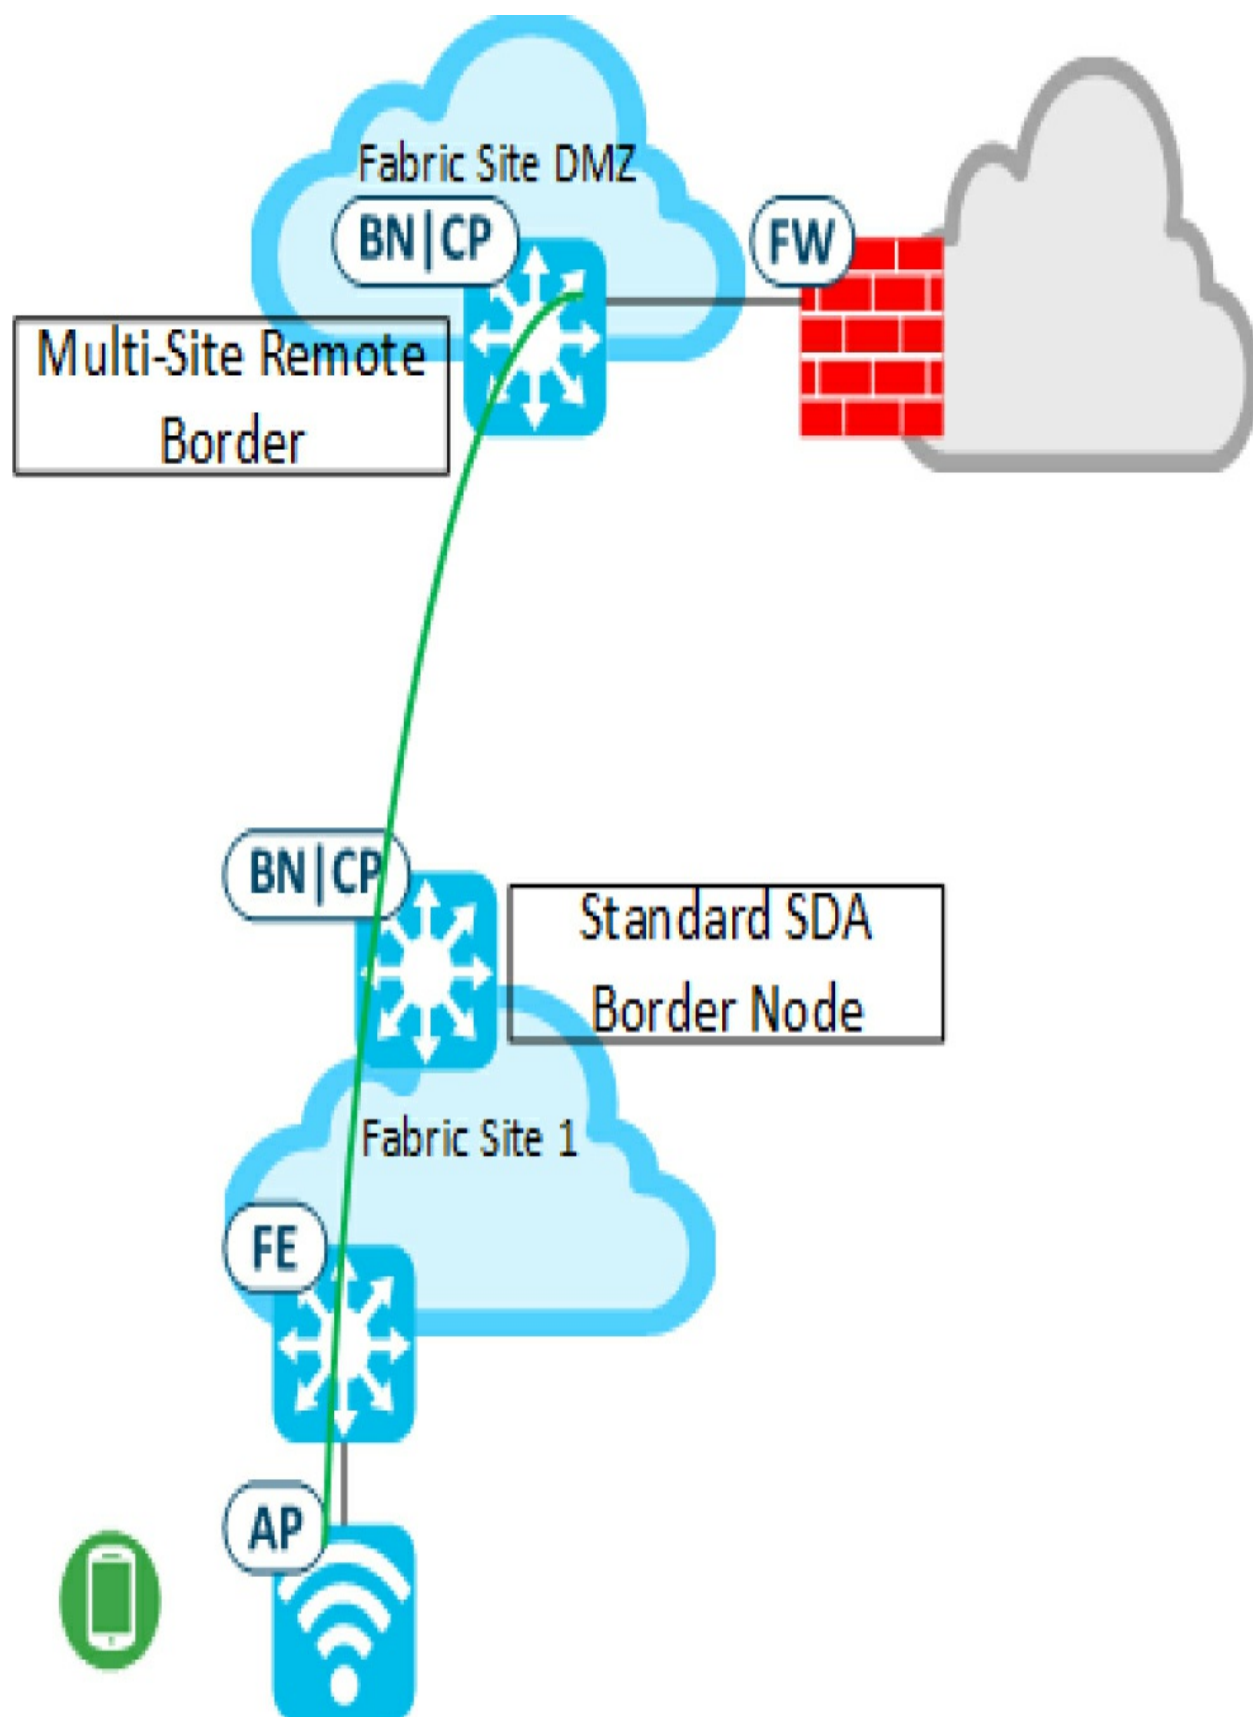 Fabric Site DMZ
BN|CP
FW
Multi-Site Remote
Border
BN|CP
Standard SDA
Border Node
Fabric Site 1
FE
AP